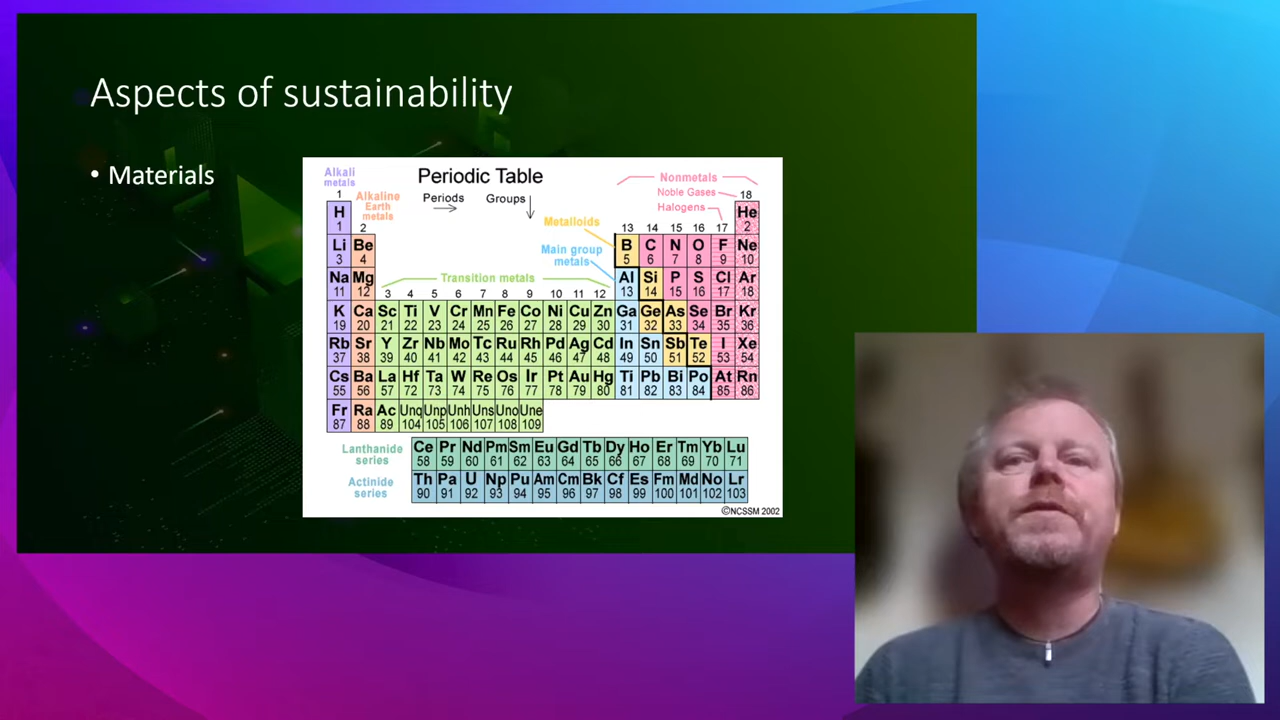 Aspects of sustainability
• Materials
Periodic Table
Alkali
metals
1
Alkaline
Earth
metals
2
Periods
Groups
Nonmetals
Noble Gases
18
Halogens
Metalloids
Main group
metals
Transition metals
13 14 15 16 17
3 4 5 6 7 8 9 10 11 12
H He
1 2
Li Be B C N O F Ne
3 4 5 6 7 8 9 10
Na Mg Al Si P S Cl Ar
11 12 13 14 15 16 17 18
K Ca Sc Ti V Cr Mn Fe Co Ni Cu Zn Ga Ge As Se Br Kr
19 20 21 22 23 24 25 26 27 28 29 30 31 32 33 34 35 36
Rb Sr Y Zr Nb Mo Tc Ru Rh Pd Ag Cd In Sn Sb Te I Xe
37 38 39 40 41 42 43 44 45 46 47 48 49 50 51 52 53 54
Cs Ba La Hf Ta W Re Os Ir Pt Au Hg Ti Pb Bi Po At Rn
55 56 57 72 73 74 75 76 77 78 79 80 81 82 83 84 85 86
Fr Ra Ac Unq Unp Unh Uns Uno Une
87 88 89 104 105 106 107 108 109
Lanthanide
series
Ce Pr Nd Pm Sm Eu Gd Tb Dy Ho Er Tm Yb Lu
58 59 60 61 62 63 64 65 66 67 68 69 70 71
Actinide
series
Th Pa U Np Pu Am Cm Bk Cf Es Fm Md No Lr
90 91 92 93 94 95 96 97 98 99 100 101 102 103
©NCSSM 2002